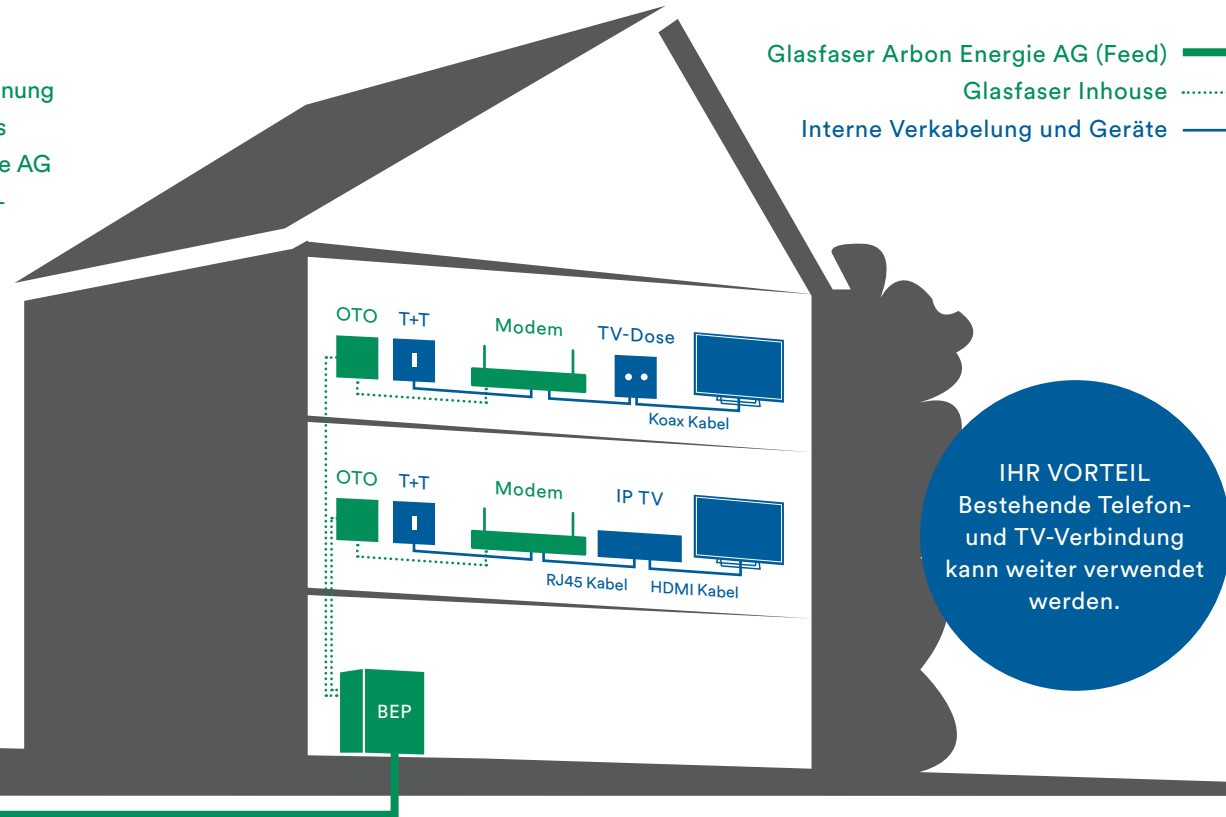 Glasfaser Arbon Energie AG (Feed)
Glasfaser Inhouse
Interne Verkabelung und Geräte
AG
OTO
T+T
Modem
TV-Dose
Koax Kabel
OTO
T+T
Modem
IP TV
RJ45 Kabel
HDMI Kabel
BEP
IHR VORTEIL
Bestehende Telefon-
und TV-Verbindung
kann weiter verwendet
werden.